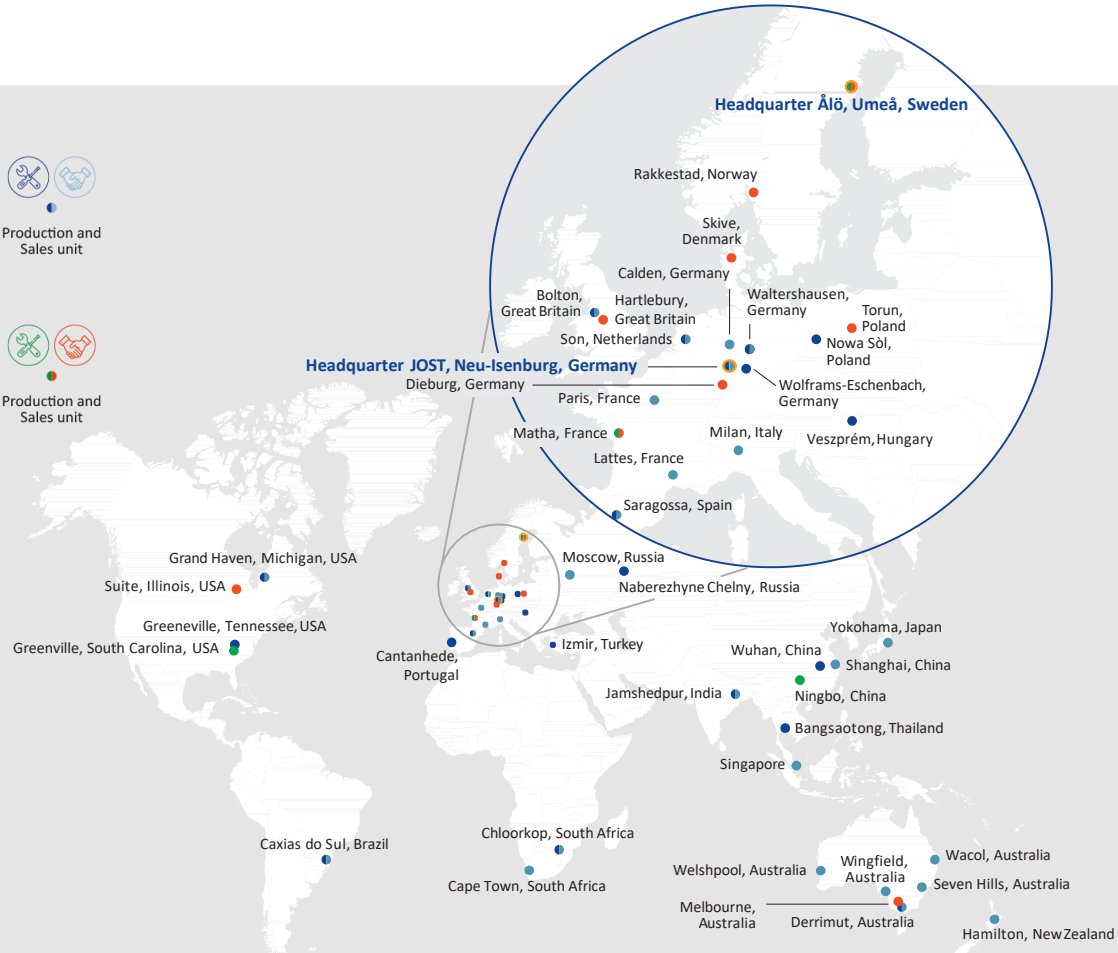 Headquarter Ålö, Umeå, Sweden
Rakkestad, Norway
Production and
Sales unit
Skive,
Denmark
Calden, Germany
Bolton,
Great Britain
Hartlebury,
Great Britain
Waltershausen,
Germany
Torun,
Poland
Son, Netherlands
Nowa Sòl,
Poland
Headquarter JOST, Neu-Isenburg, Germany
Dieburg, Germany
Wolframs-Eschenbach,
Germany
Production and
Sales unit
Paris, France
Matha, France
Milan, Italy
Veszprém, Hungary
Lattes, France
Saragossa, Spain
Grand Haven, Michigan, USA
Moscow, Russia
Suite, Illinois, USA
Naberezhyne Chelny, Russia
Greeneville, Tennessee, USA
Greenville, South Carolina, USA
Cantanhede,
Portugal
Izmir, Turkey
Yokohama, Japan
Wuhan, China
Shanghai, China
Jamshedpur, India
Ningbo, China
Bangsaotong, Thailand
Singapore
Caxias do Sul, Brazil
Chloorkop, South Africa
Cape Town, South Africa
Welshpool, Australia
Wingfield,
Australia
Wacol, Australia
Seven Hills, Australia
Melbourne,
Australia
Derrimut, Australia
Hamilton, New Zealand